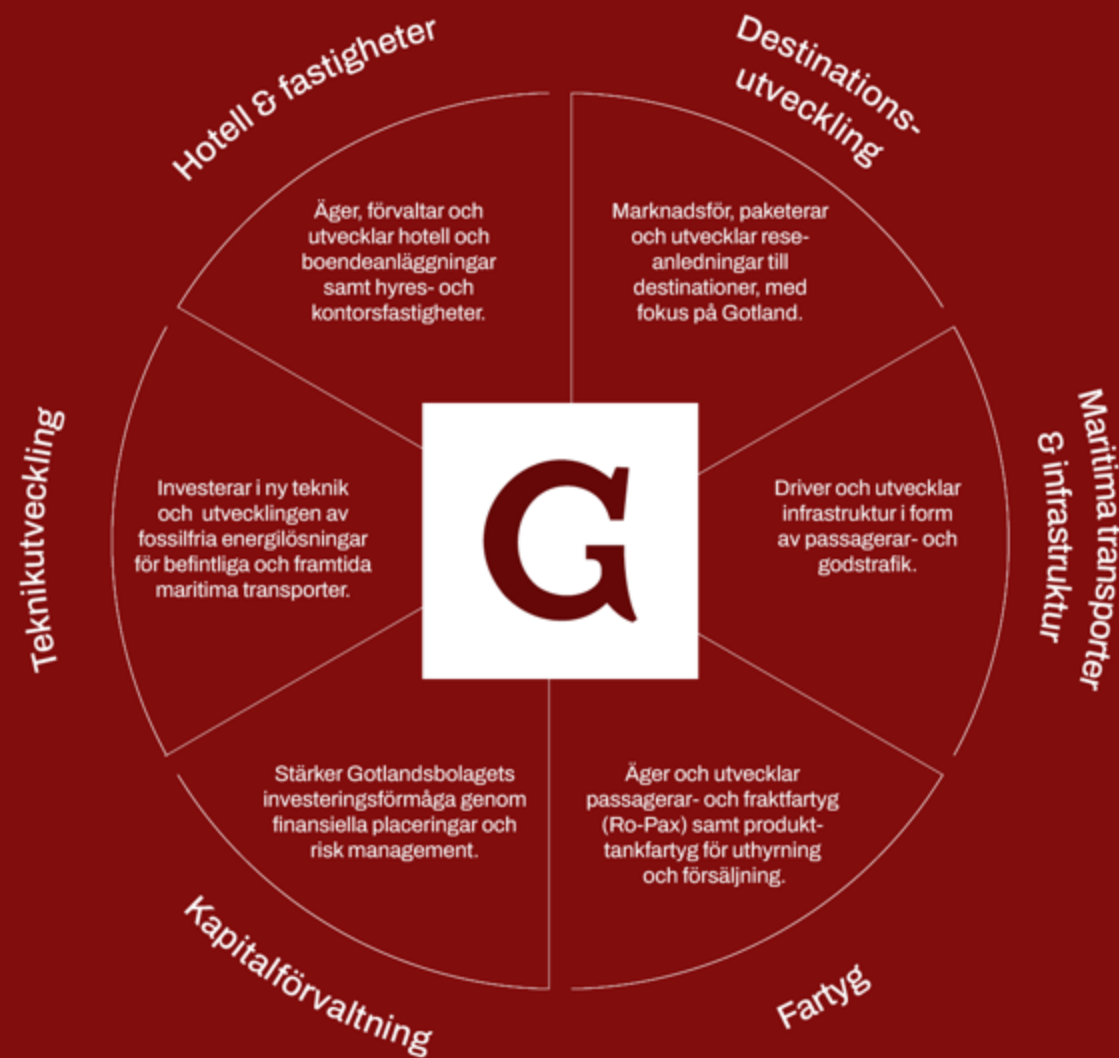 Hotell & fastigheter
Äger, förvaltar och
utvecklar hotell och
boendeanläggningar
samt hyres- och
kontorsfastigheter.
Destinations-
utveckling
Marknadsför, paketerar
och utvecklar rese-
anledningar till
destinationer, med
fokus på Gotland.
Maritima transporter
& infrastruktur
Driver och utvecklar
infrastruktur i form
av passagerar- och
godstrafik.
Fartyg
Äger och utvecklar
passagerar- och fraktfartyg
(Ro-Pax) samt produkt-
tankfartyg för uthyrning
och försäljning.
Kapitalförvaltning
Stärker Gotlandsbolagets
investeringsförmåga genom
finansiella placeringar och
risk management.
Teknikutveckling
Investerar i ny teknik
och utvecklingen av
fossilfria energilösningar
för befintliga och framtida
maritima transporter.
G